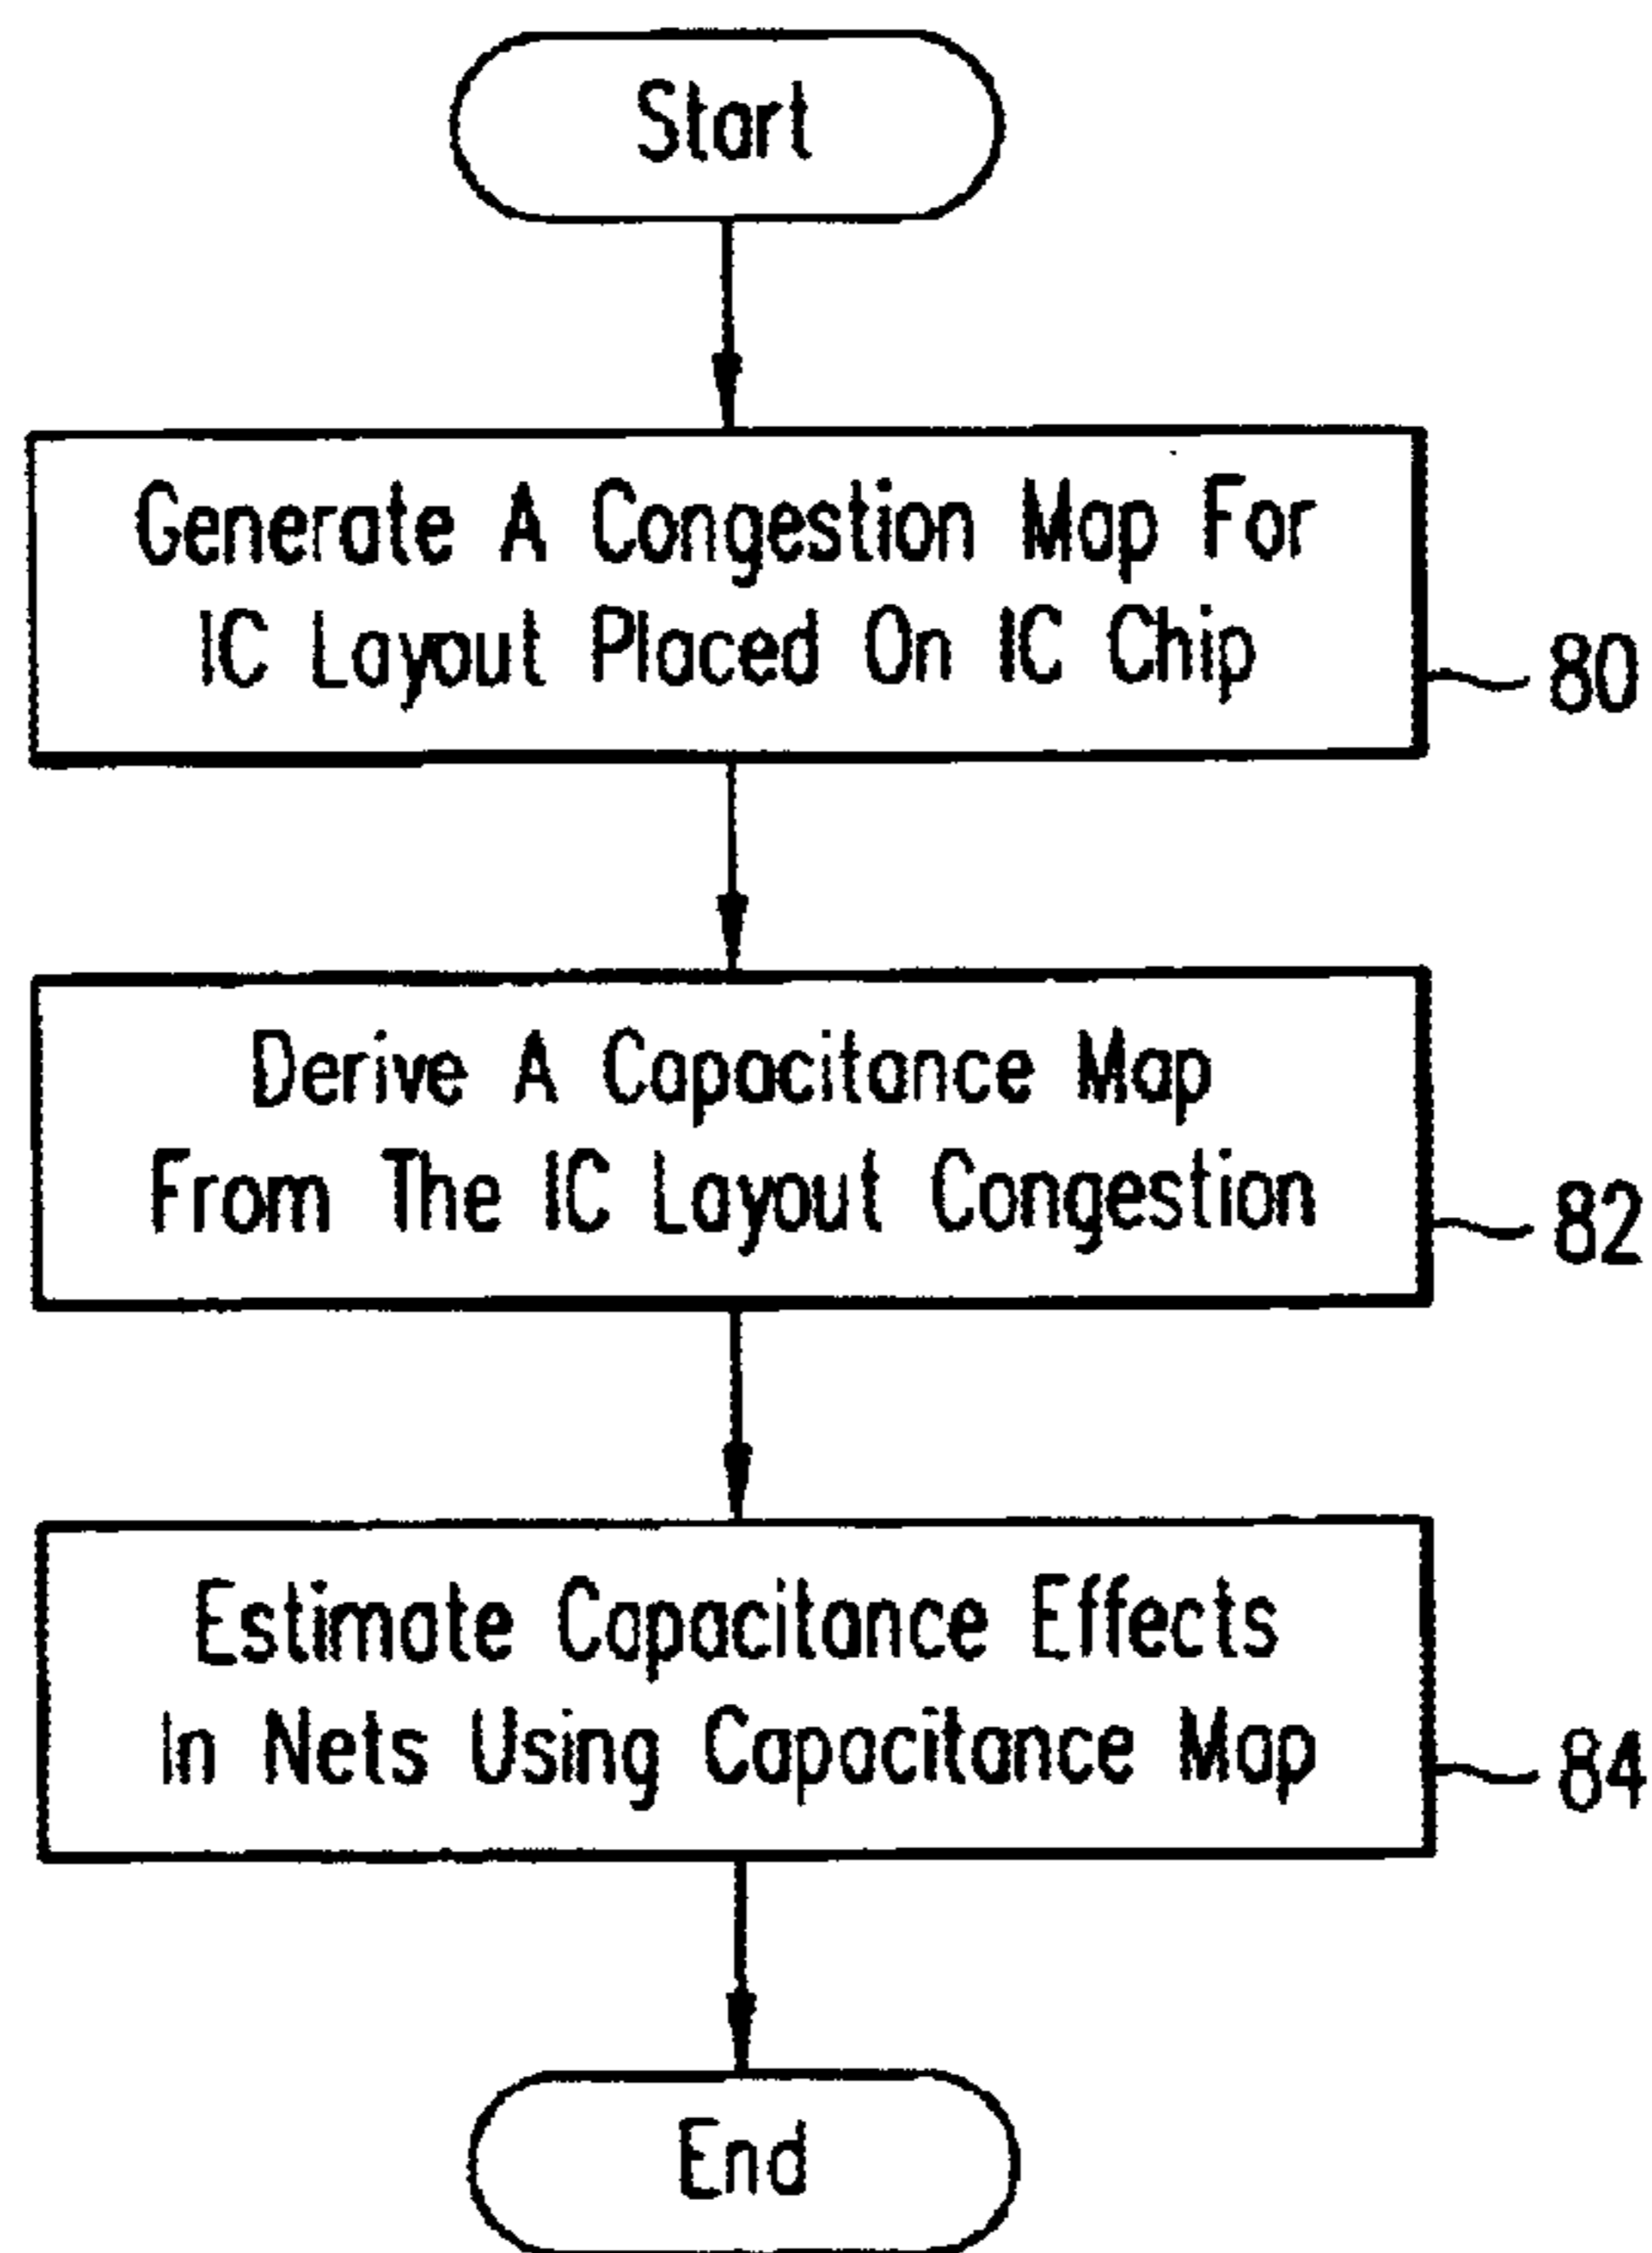 Start
Generate A Congestion Map For
IC Layout Placed On IC Chip
80
Derive A Capacitance Map
From The IC Layout Congestion
82
Estimate Capacitance Effects
In Nets Using Capacitance Map
84
End